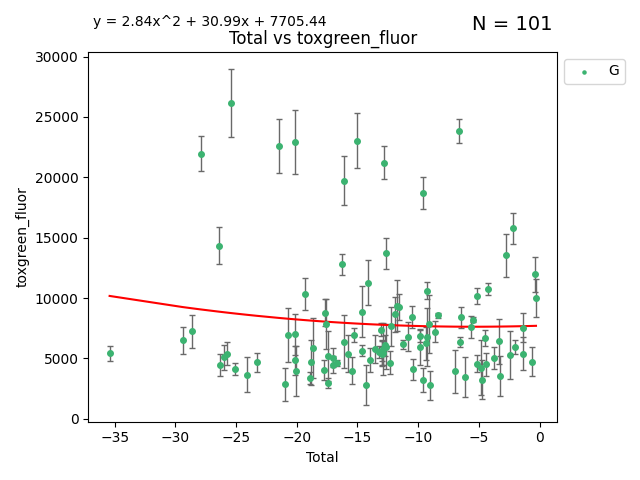 y = 2.84x^2 + 30.99x + 7705.44
N = 101
Total vs toxgreen_fluor
30000
25000
20000
15000
10000
5000
0
toxgreen_fluor
−35 −30 −25 −20 −15 −10 −5 0
Total
G